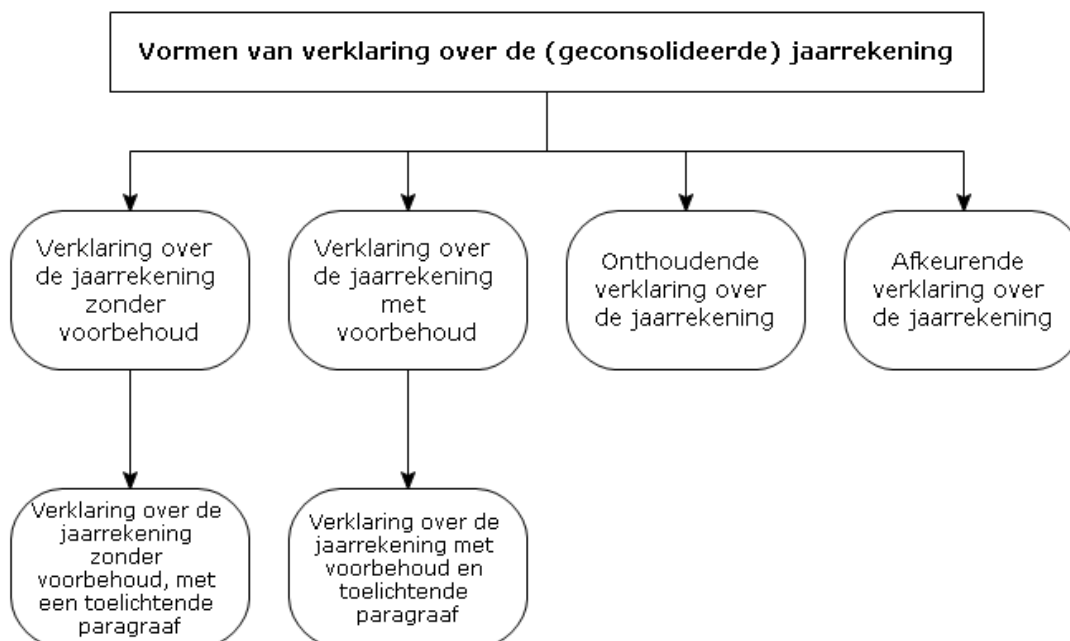 Vormen van verklaring over de (geconsolideerde) jaarrekening
Verklaring over
de jaarrekening
zonder
voorbehoud
Verklaring over
de jaarrekening
met
voorbehoud
Onthoudende
verklaring over
de jaarrekening
Afkeurende
verklaring over
de jaarrekening
Verklaring over de
jaarrekening
zonder
voorbehoud, met
een toelichtende
paragraaf
Verklaring over de
jaarrekening met
voorbehoud en
toelichtende
paragraaf